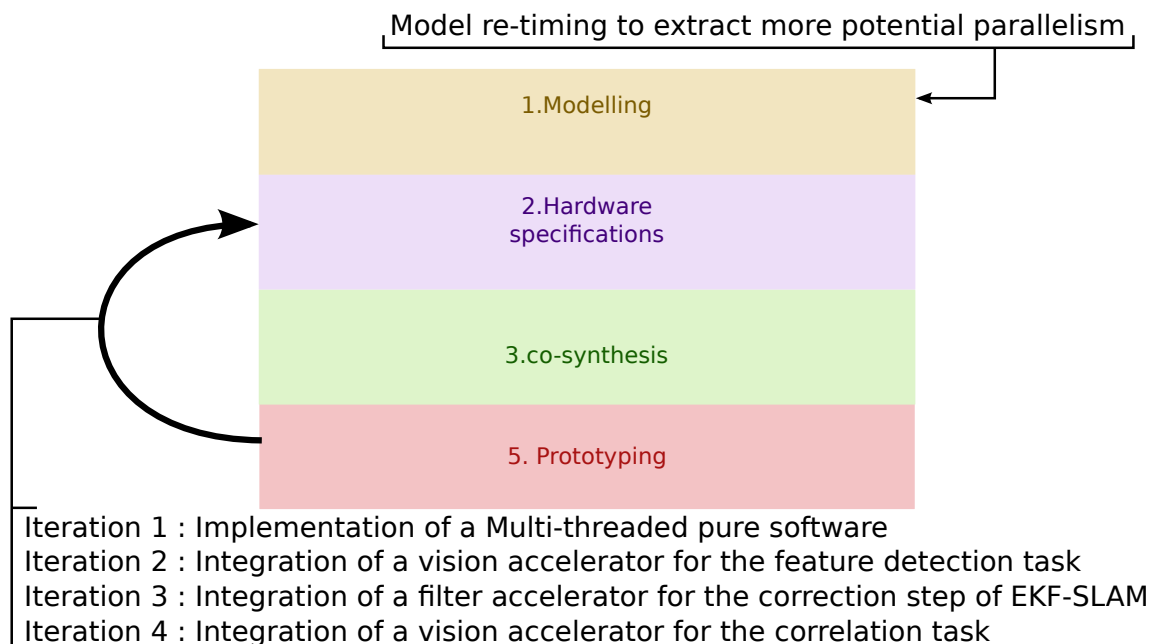 Model re-timing to extract more potential parallelism
1.Modelling
2.Hardware
specifications
3.co-synthesis
5. Prototyping
Iteration 1 : Implementation of a Multi-threaded pure software
Iteration 2 : Integration of a vision accelerator for the feature detection task
Iteration 3 : Integration of a filter accelerator for the correction step of EKF-SLAM
Iteration 4 : Integration of a vision accelerator for the correlation task